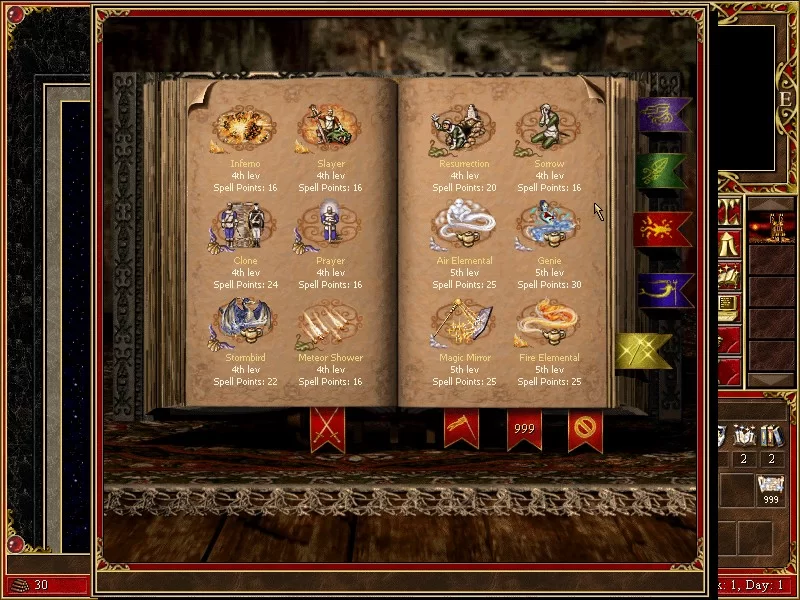 Inferno
4th lev
Spell Points: 16
Slayer
4th lev
Spell Points: 16
Clone
4th lev
Spell Points: 24
Prayer
4th lev
Spell Points: 16
Stormbird
4th lev
Spell Points: 22
Meteor Shower
4th lev
Spell Points: 16
Resurrection
4th lev
Spell Points: 20
Sorrow
4th lev
Spell Points: 16
Air Elemental
5th lev
Spell Points: 25
Genie
5th lev
Spell Points: 30
Magic Mirror
5th lev
Spell Points: 25
Fire Elemental
5th lev
Spell Points: 25
999
E
2
2
999
30
: 1, Day: 1